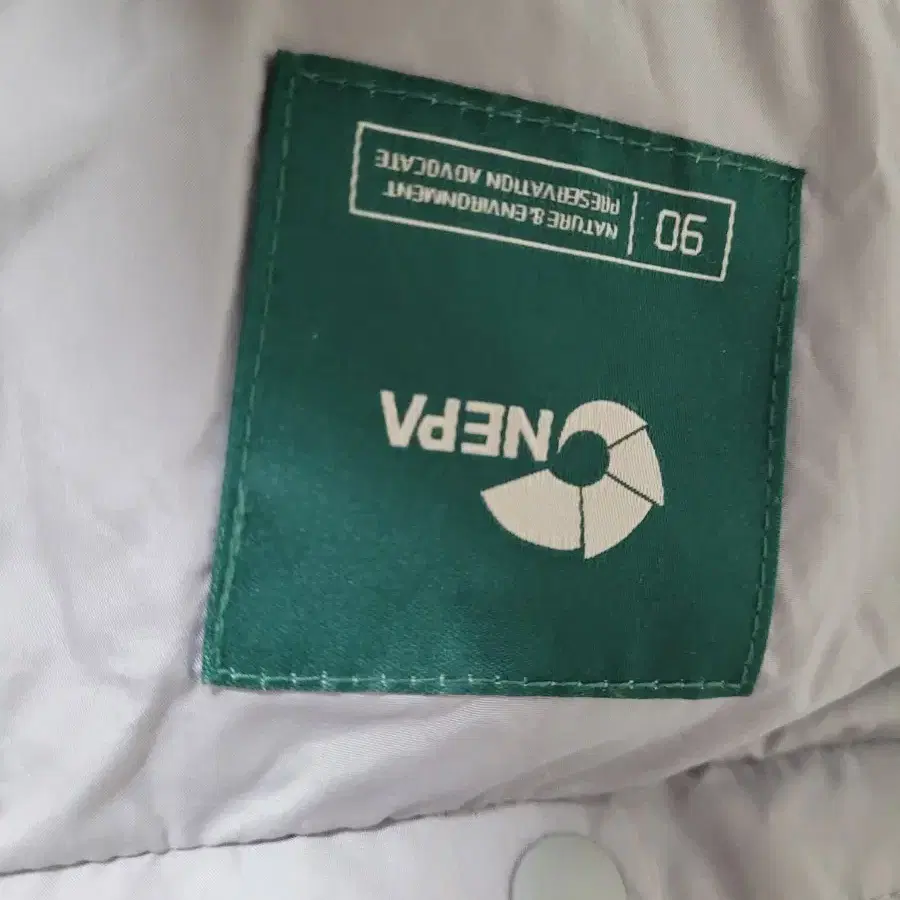 NEPA
90
NATURE & ENVIRONMENT
PRESERVATION ADVOCATE